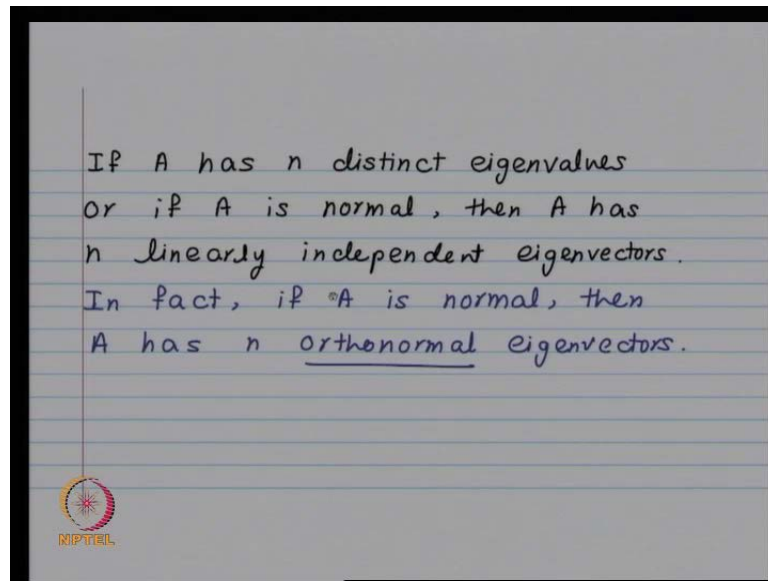 If A has n distinct eigenvalues
or if A is normal, then A has
n linearly independent eigenvectors.
In fact, if A is normal, then
A has n orthonormal eigenvectors.
NPTEL